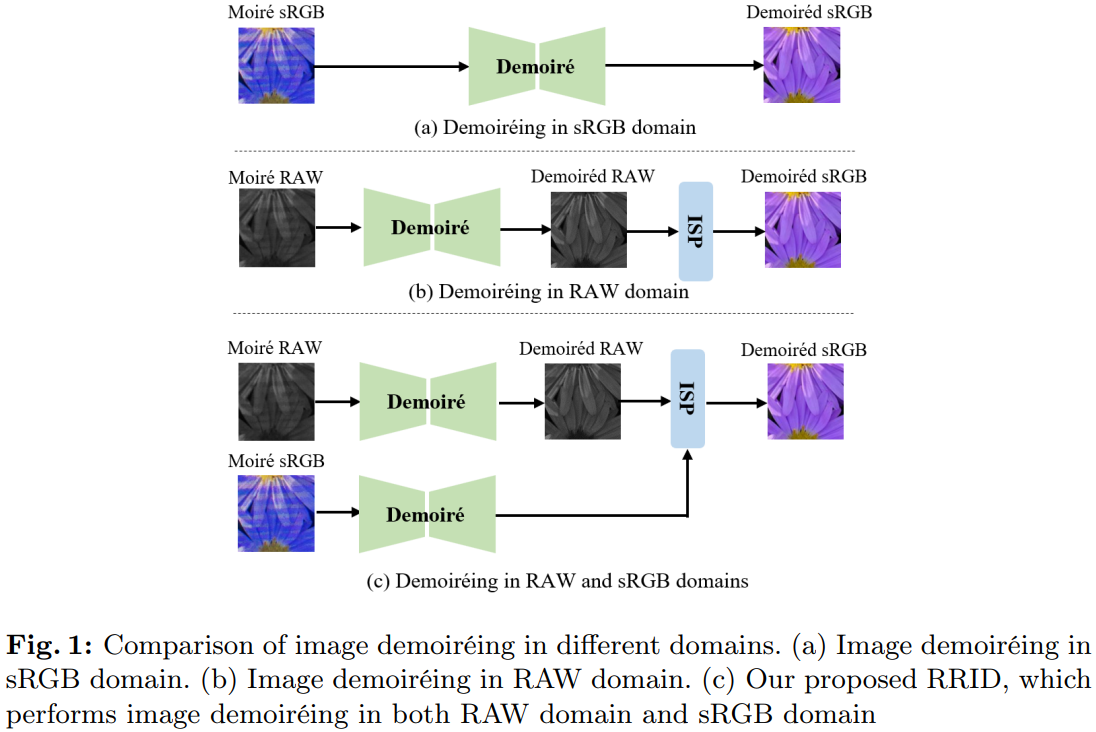 Moiré sRGB
Demoiréd sRGB
Demoiré
(a) Demoiréing in sRGB domain
Moiré RAW
Demoiréd RAW
Demoiréd sRGB
Demoiré
ISP
(b) Demoiréing in RAW domain
Moiré RAW
Demoiréd RAW
Demoiréd sRGB
Demoiré
ISP
Moiré sRGB
Demoiré
(c) Demoiréing in RAW and sRGB domains
Fig. 1: Comparison of image demoiréing in different domains. (a) Image demoiréing in
sRGB domain. (b) Image demoiréing in RAW domain. (c) Our proposed RRID, which
performs image demoiréing in both RAW domain and sRGB domain